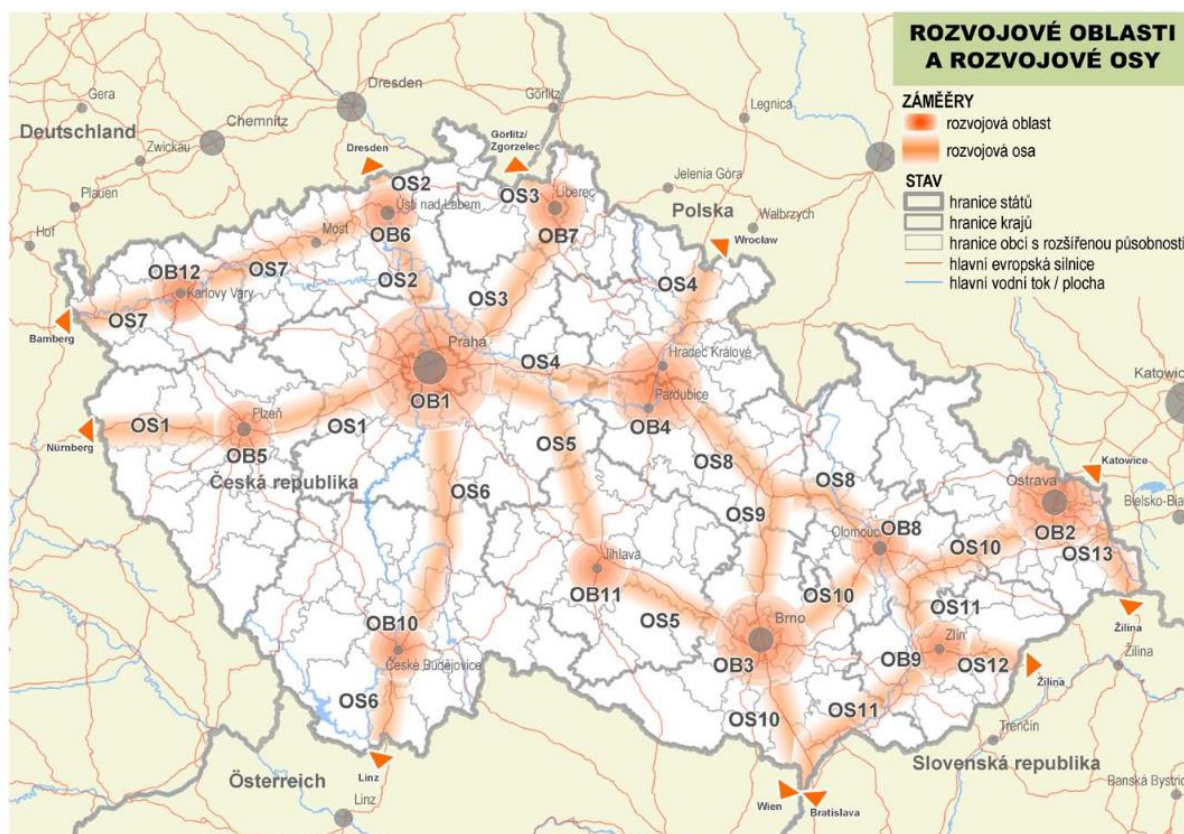 ROZVOJOVÉ OBLASTI
A ROZVOJOVÉ OSY
ZÁMĚĚRY
rozvojová oblast
rozvojová osa
STAV
hranice států
hranice krajů
hranice obcí s rozšířenou působností
hlavní evropská silnice
hlavní vodní tok / plocha
Gera
Dresden
Görlitz
Legnica
Deutschland
Chemnitz
Zwickau
Görlitz/
Zgorzelec
Dresden
Plauen
Jelenia Góra
OS2
OS3
Liberec
Ústí nad Labem
Polska
Walbrzych
Hof
Most
OB6
OB7
Wroclaw
OB12
OS7
OS2
OS3
OS4
Karlovy Vary
OS7
Bamberg
Praha
OS4
Hradec Králové
Katowic
OB1
Pardubice
OS1
Plzeň
OS1
OB4
Nürnberg
OB5
OS5
OS8
Katowice
Česká republika
OS6
OS8
Ostrava
Bielsko-Bia
OS9
Olomouc
OB8
OB2
Jihlava
OS10
OS13
OB11
OS10
OS11
Žilina
OB10
OS5
Brno
Zlín
České Budějovice
OB3
OB9
OS12
Žilina
Žilina
OS6
OS10
OS11
Trenčín
Linz
Slovenská republika
Österreich
Linz
Wien
Bratislava
Banská Bystric